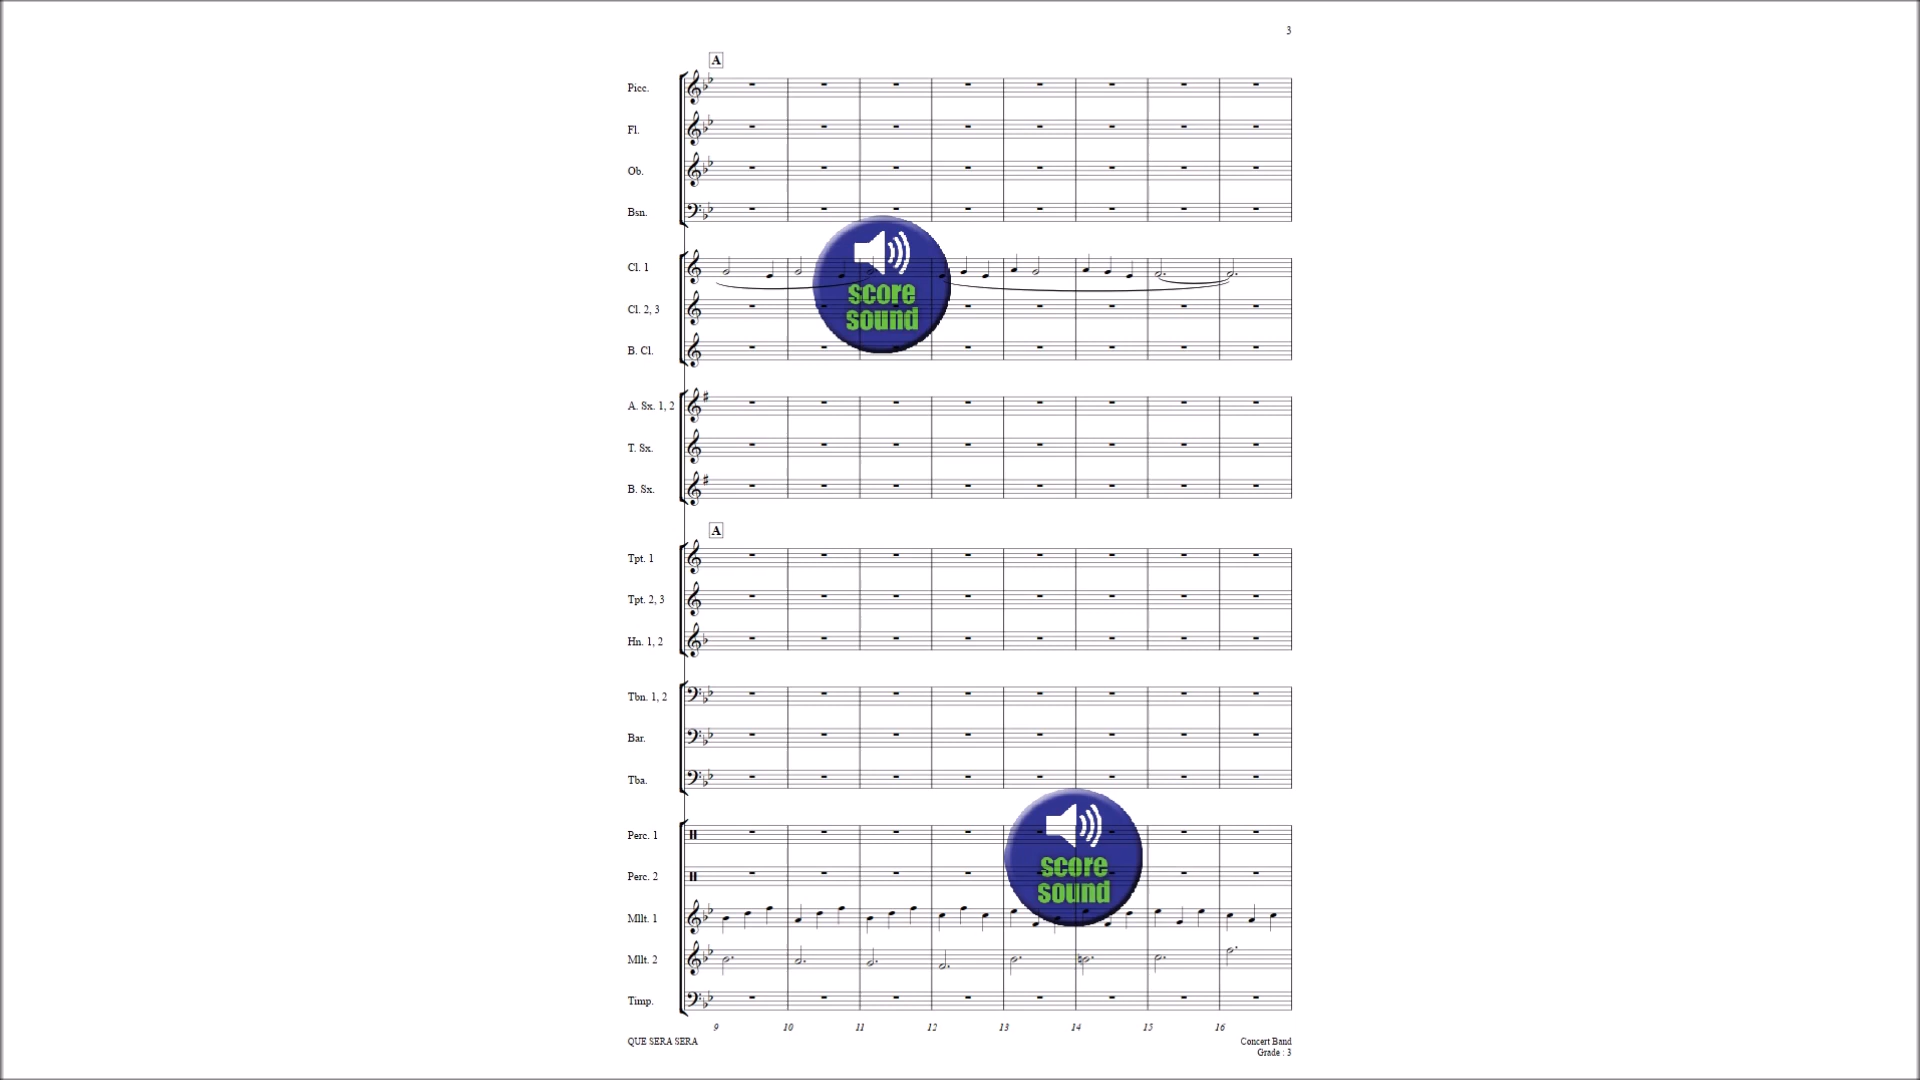 3
A
Picc.
Fl.
Ob.
Bsn.
Cl. 1
score
sound
Cl. 2, 3
B. Cl.
A. Sx. 1, 2
T. Sx.
B. Sx.
A
Tpt. 1
Tpt. 2, 3
Hn. 1, 2
Tbn. 1, 2
Bar.
Tba.
Perc. 1
score
sound
Perc. 2
Mllt. 1
Mllt. 2
Timp.
9 10 11 12 13 14 15 16
QUE SERA SERA
Concert Band
Grade : 3